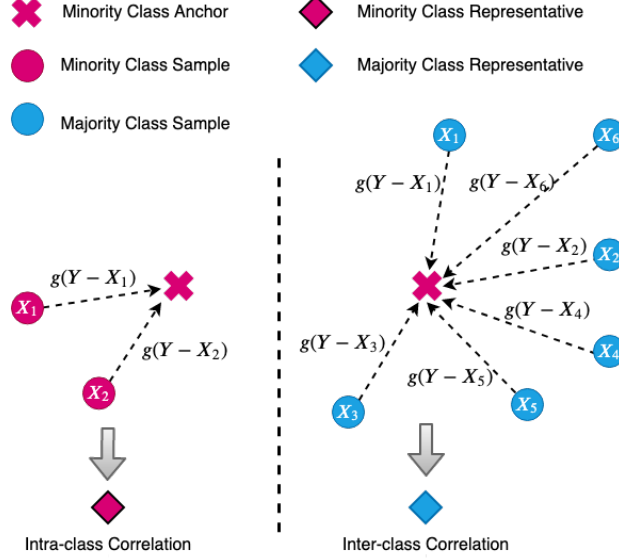 Minority Class Anchor
Minority Class Representative
Minority Class Sample
Majority Class Representative
Majority Class Sample
X₁
X₆
g(Y − X₁)
g(Y − X₆)
g(Y − X₂)
X₂
g(Y − X₁)
X₁
g(Y − X₄)
g(Y − X₂)
g(Y − X₃)
X₄
g(Y − X₅)
X₂
X₃
X₅
Intra-class Correlation
Inter-class Correlation